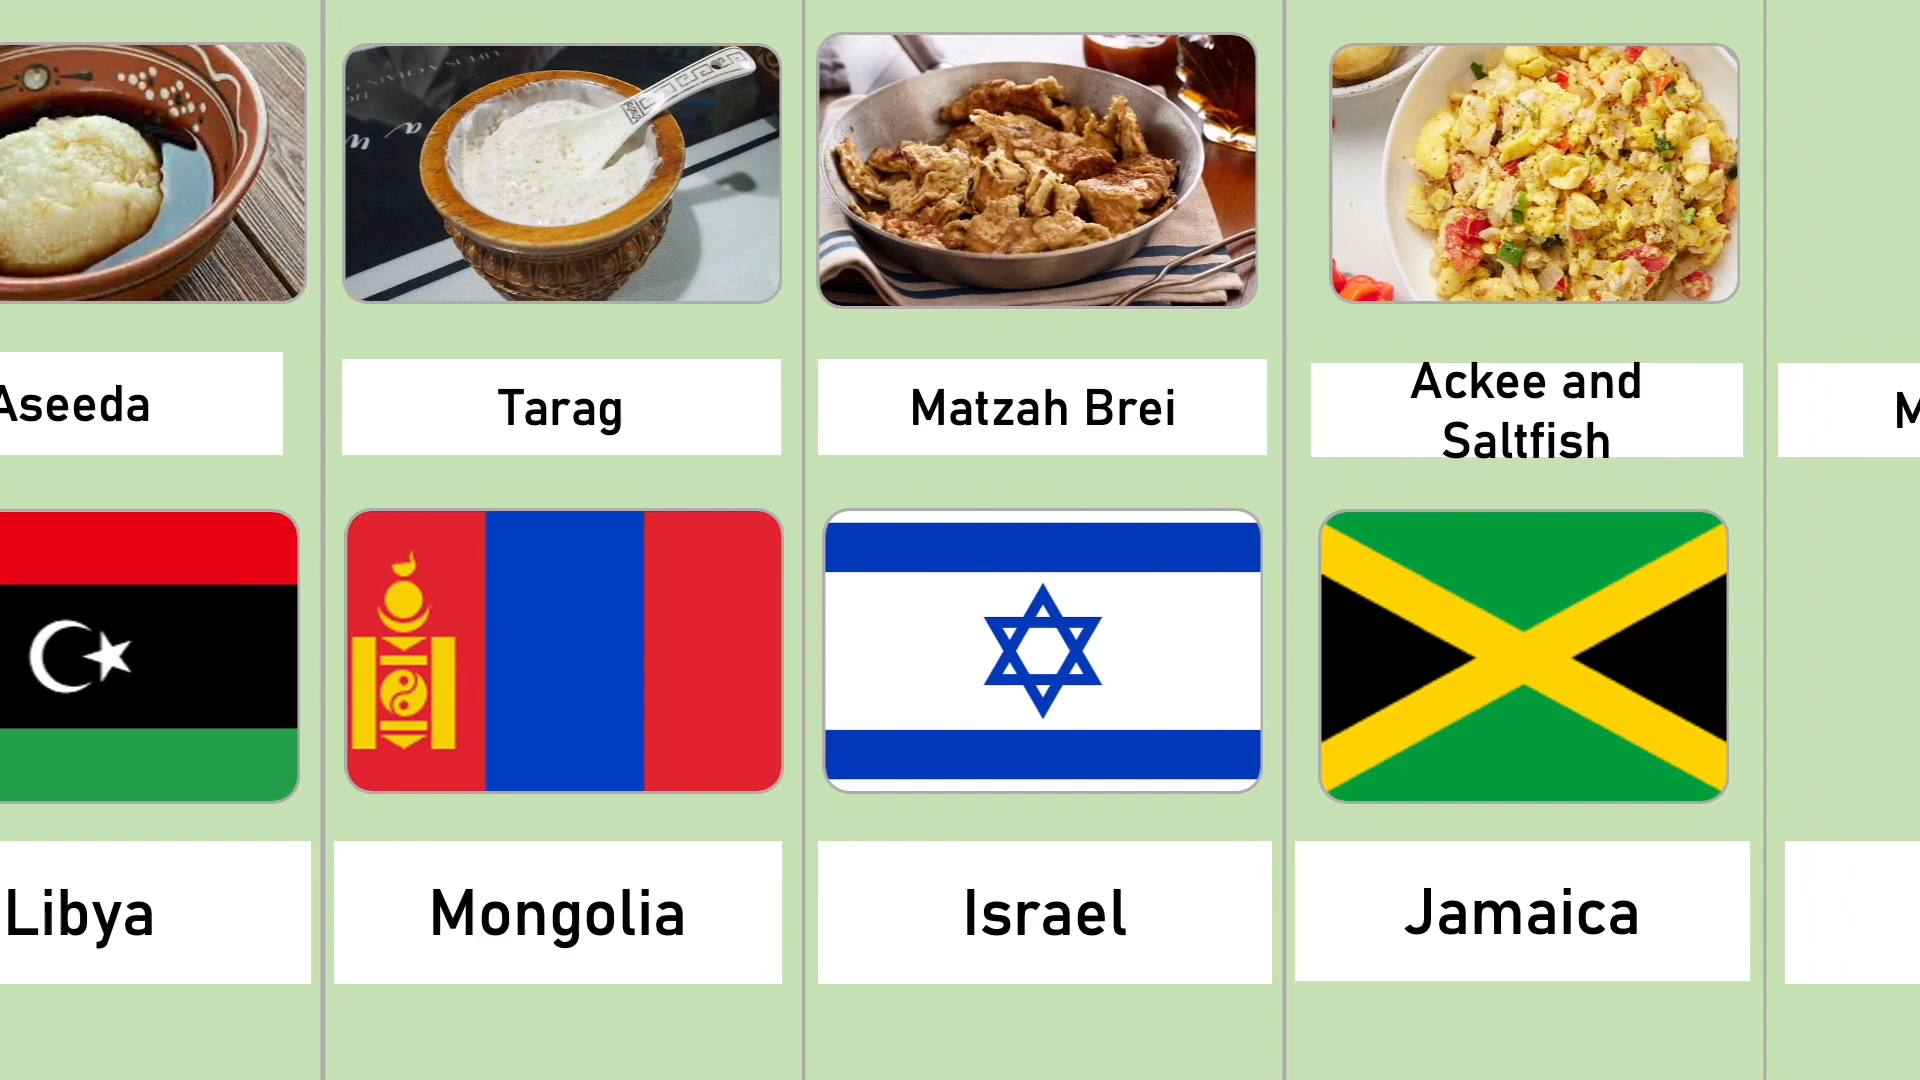 Aseeda
Tarag
Matzah Brei
Ackee and
Saltfish
M
Libya
Mongolia
Israel
Jamaica